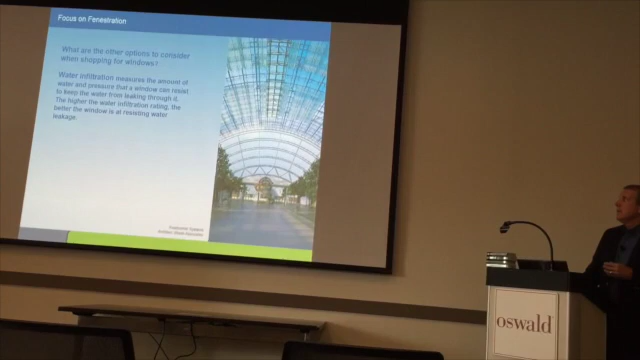 Focus on Fenestration
What are the other options to consider
when shopping for windows?
Water infiltration measures the amount of
water and pressure that a window can resist
to keep the water from leaking through it.
The higher the water infiltration rating, the
better the window is at resisting water
leakage.
oswald